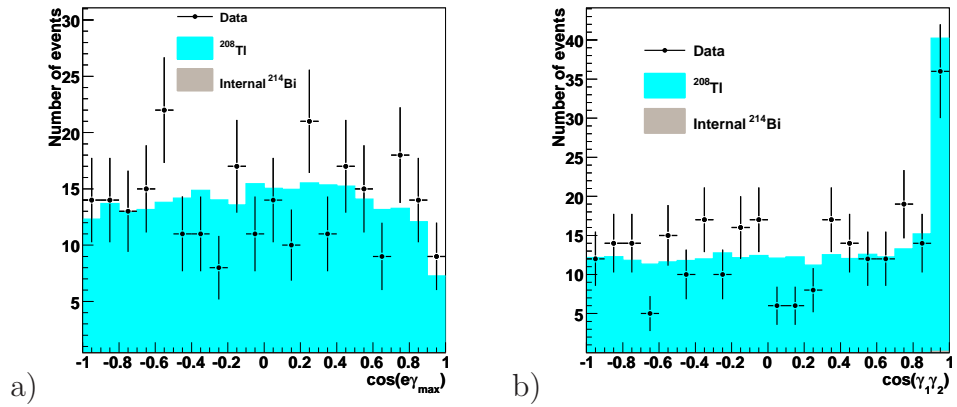 Number of events
30
25
20
15
10
5
Data
²⁰⁸Tl
Internal ²¹⁴Bi
-1 -0.8 -0.6 -0.4 -0.2 0 0.2 0.4 0.6 0.8 1
cos(eγmax)
a)
Number of events
40
35
30
25
20
15
10
5
Data
²⁰⁸Tl
Internal ²¹⁴Bi
-1 -0.8 -0.6 -0.4 -0.2 0 0.2 0.4 0.6 0.8 1
cos(γ₁γ₂)
b)